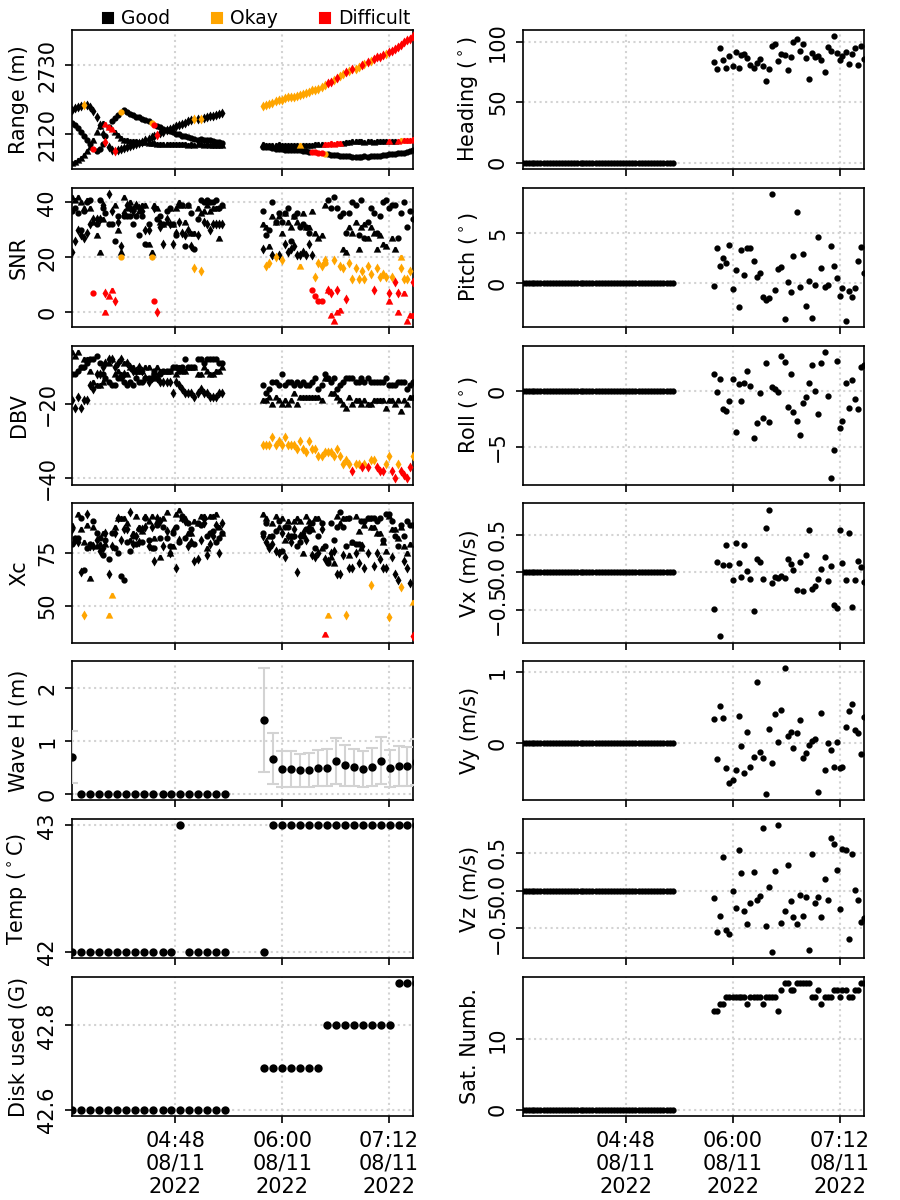 Good Okay Difficult
Range (m)
2730
2120
Heading (°)
100
50
0
SNR
40
20
0
Pitch (°)
5
0
DBV
−20
−40
Roll (°)
0
−5
Xc
75
50
Vx (m/s)
0.5
0.0
−0.5
Wave H (m)
2
1
0
Vy (m/s)
1
0
Temp (°C)
43
42
Vz (m/s)
0.5
0.0
−0.5
Disk used (G)
42.8
42.6
Sat. Numb.
10
0
04:48 06:00 07:12 04:48 06:00 07:12
08/11 08/11 08/11 08/11 08/11 08/11
2022 2022 2022 2022 2022 2022